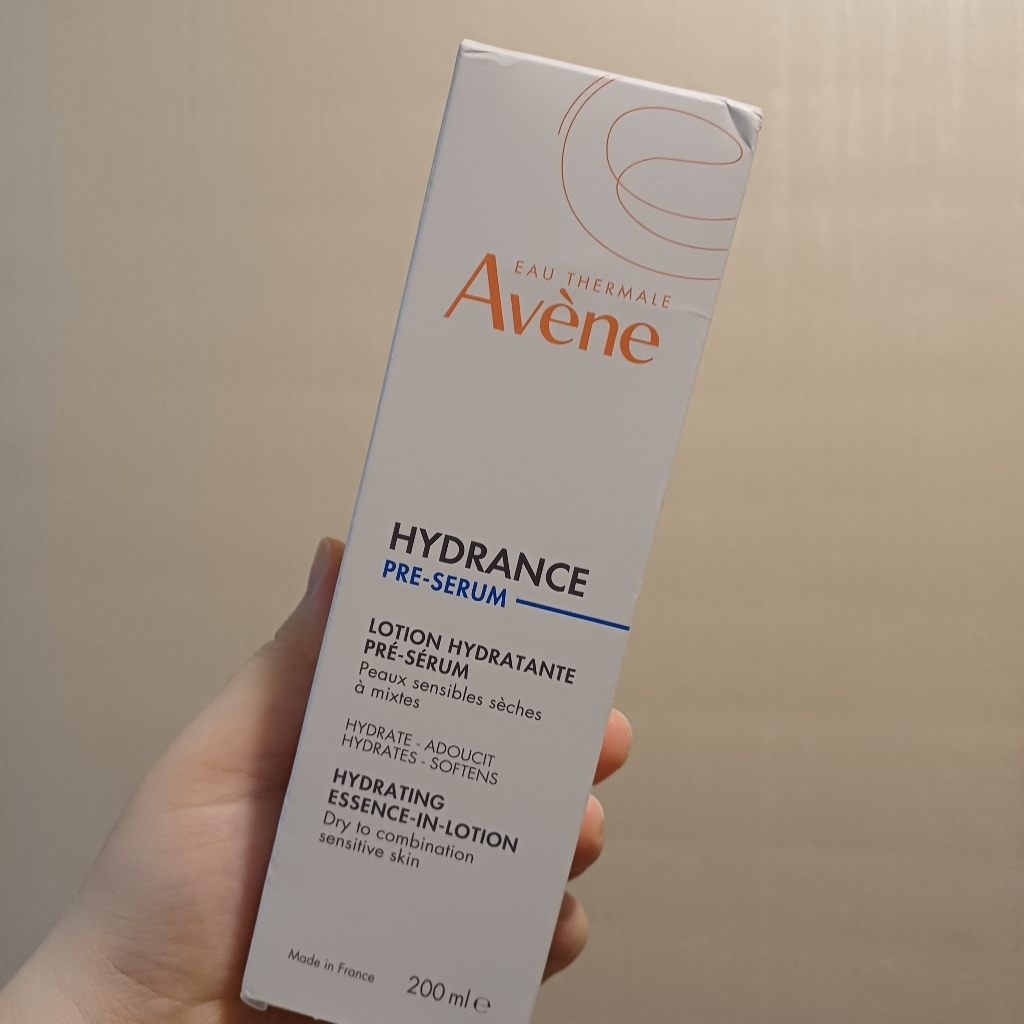 EAU THERMALE
Avène
HYDRANCE
PRE-SERUM
LOTION HYDRATANTE
PRÉ-SÉRUM
Peaux sensibles sèches
à mixtes
HYDRATE - ADOUCIT
HYDRATES - SOFTENS
HYDRATING
ESSENCE-IN-LOTION
Dry to combination
sensitive skin
Made in France
200 ml ℮